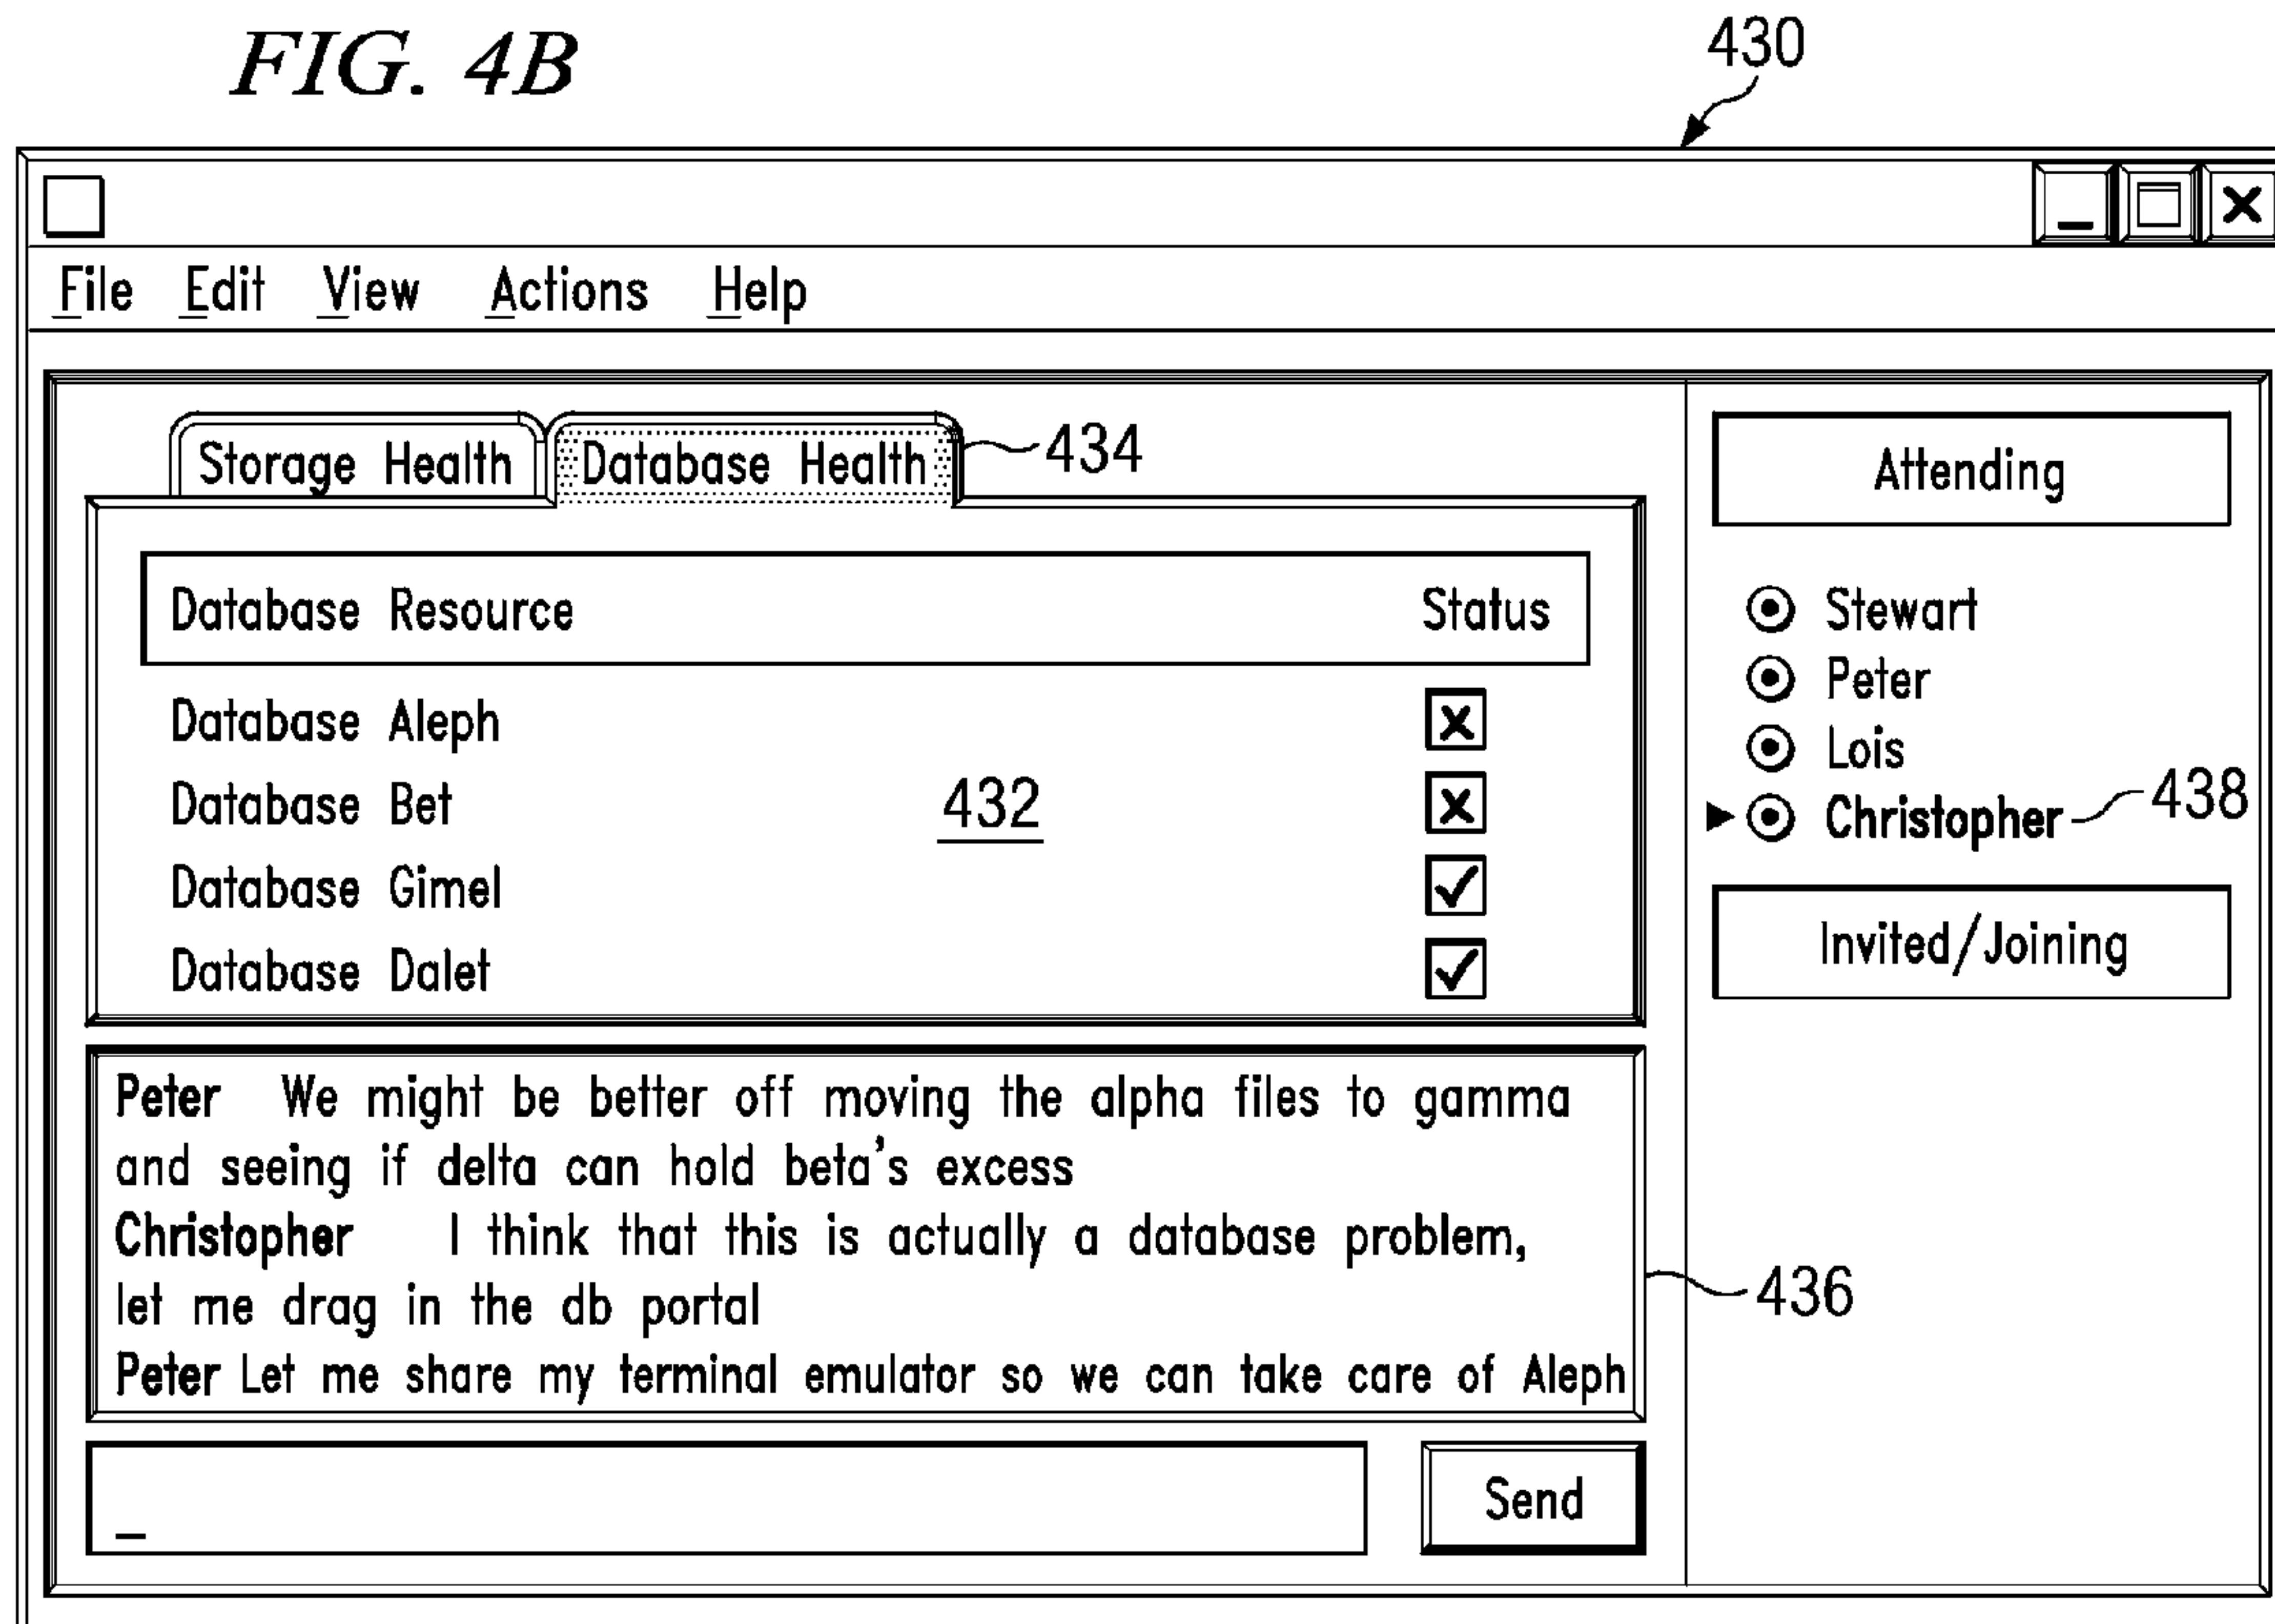 FIG. 4B
430
File Edit View Actions Help
Storage Health Database Health 434
Database Resource Status
Database Aleph
Database Bet
432
Database Gimel
Database Dalet
Attending
Stewart
Peter
Lois
Christopher 438
Invited/Joining
Peter We might be better off moving the alpha files to gamma
and seeing if delta can hold beta's excess
Christopher I think that this is actually a database problem,
let me drag in the db portal
Peter Let me share my terminal emulator so we can take care of Aleph
436
Send